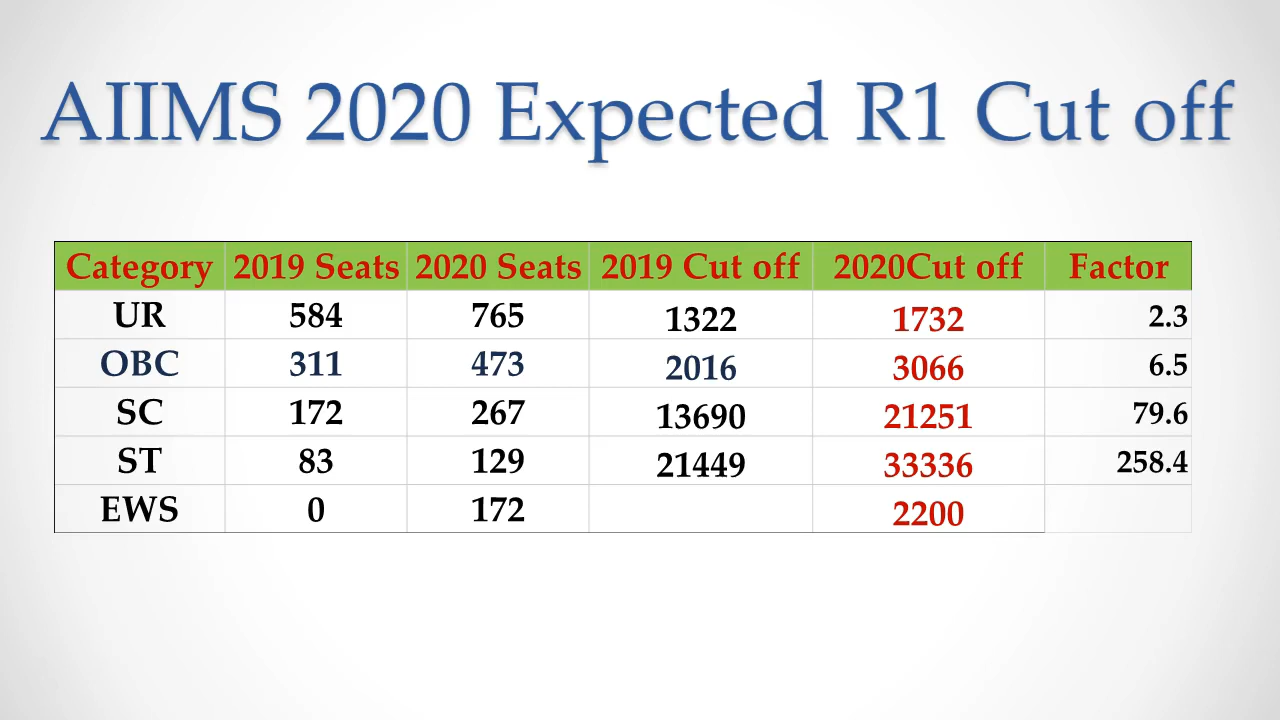 AIIMS 2020 Expected R1 Cut off
Category 2019 Seats 2020 Seats 2019 Cut off 2020Cut off Factor
UR 584 765 1322 1732 2.3
OBC 311 473 2016 3066 6.5
SC 172 267 13690 21251 79.6
ST 83 129 21449 33336 258.4
EWS 0 172 2200